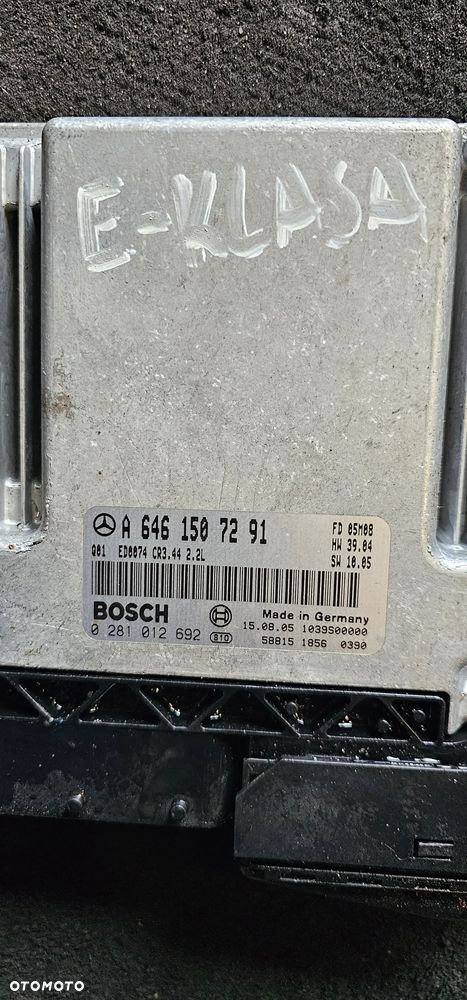 E-KLASA
A 646 150 72 91
FD 05M08
Q01 ED0074 CR3.44 2.2L
HW 39.04
SW 10.05
BOSCH
Made in Germany
0 281 012 692 810
15.08.05 1039S00000
58815 1856 0390
OTOMOTO